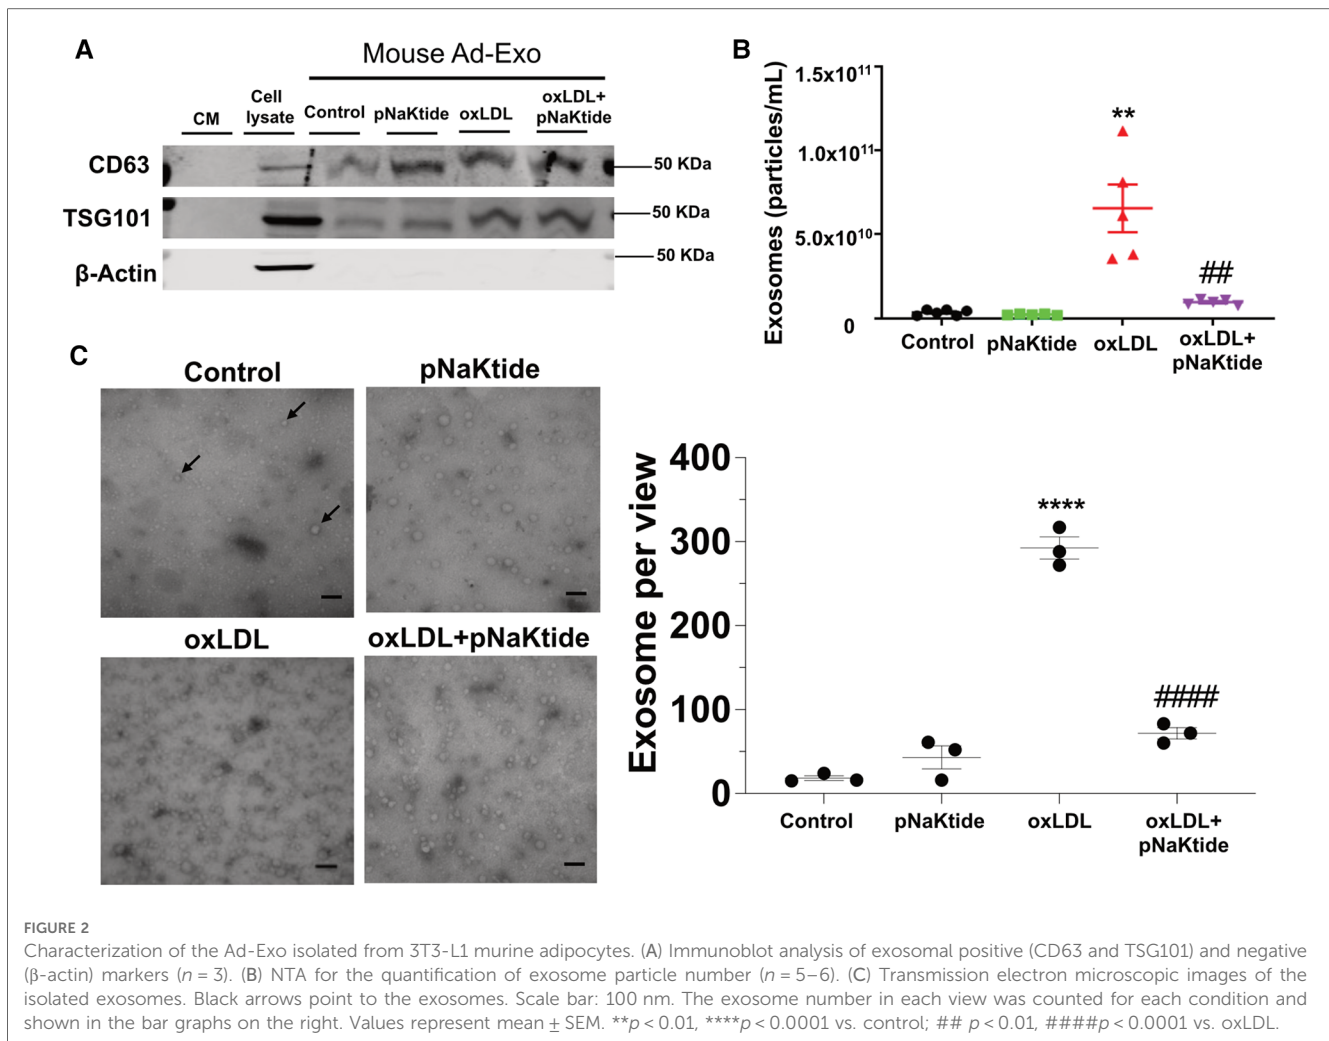 A
Mouse Ad-Exo
CM
Cell
lysate
Control
pNaKtide
oxLDL
oxLDL+
pNaKtide
CD63
50 KDa
TSG101
50 KDa
β-Actin
50 KDa
B
Exosomes (particles/mL)
1.5x10¹¹
1.0x10¹¹
5.0x10¹⁰
0
**
##
Control
pNaKtide
oxLDL
oxLDL+
pNaKtide
C
Control
pNaKtide
oxLDL
oxLDL+pNaKtide
Exosome per view
400
300
200
100
0
****
####
Control
pNaKtide
oxLDL
oxLDL+
pNaKtide
FIGURE 2
Characterization of the Ad-Exo isolated from 3T3-L1 murine adipocytes. (A) Immunoblot analysis of exosomal positive (CD63 and TSG101) and negative
(β-actin) markers (n = 3). (B) NTA for the quantification of exosome particle number (n = 5–6). (C) Transmission electron microscopic images of the
isolated exosomes. Black arrows point to the exosomes. Scale bar: 100 nm. The exosome number in each view was counted for each condition and
shown in the bar graphs on the right. Values represent mean ± SEM. **p < 0.01, ****p < 0.0001 vs. control; ## p < 0.01, ####p < 0.0001 vs. oxLDL.